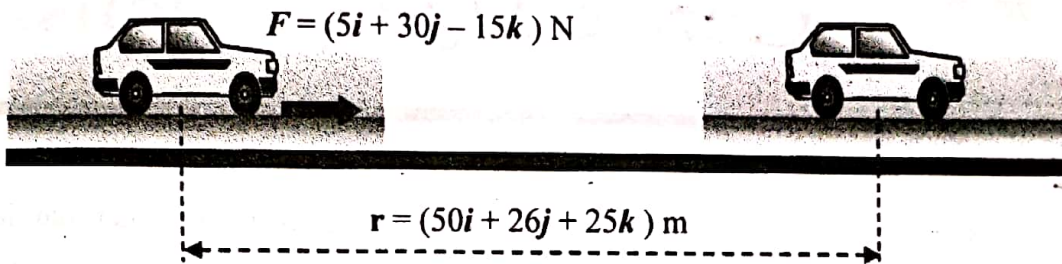 F = (5i + 30j – 15k ) N
r = (50i + 26j + 25k ) m